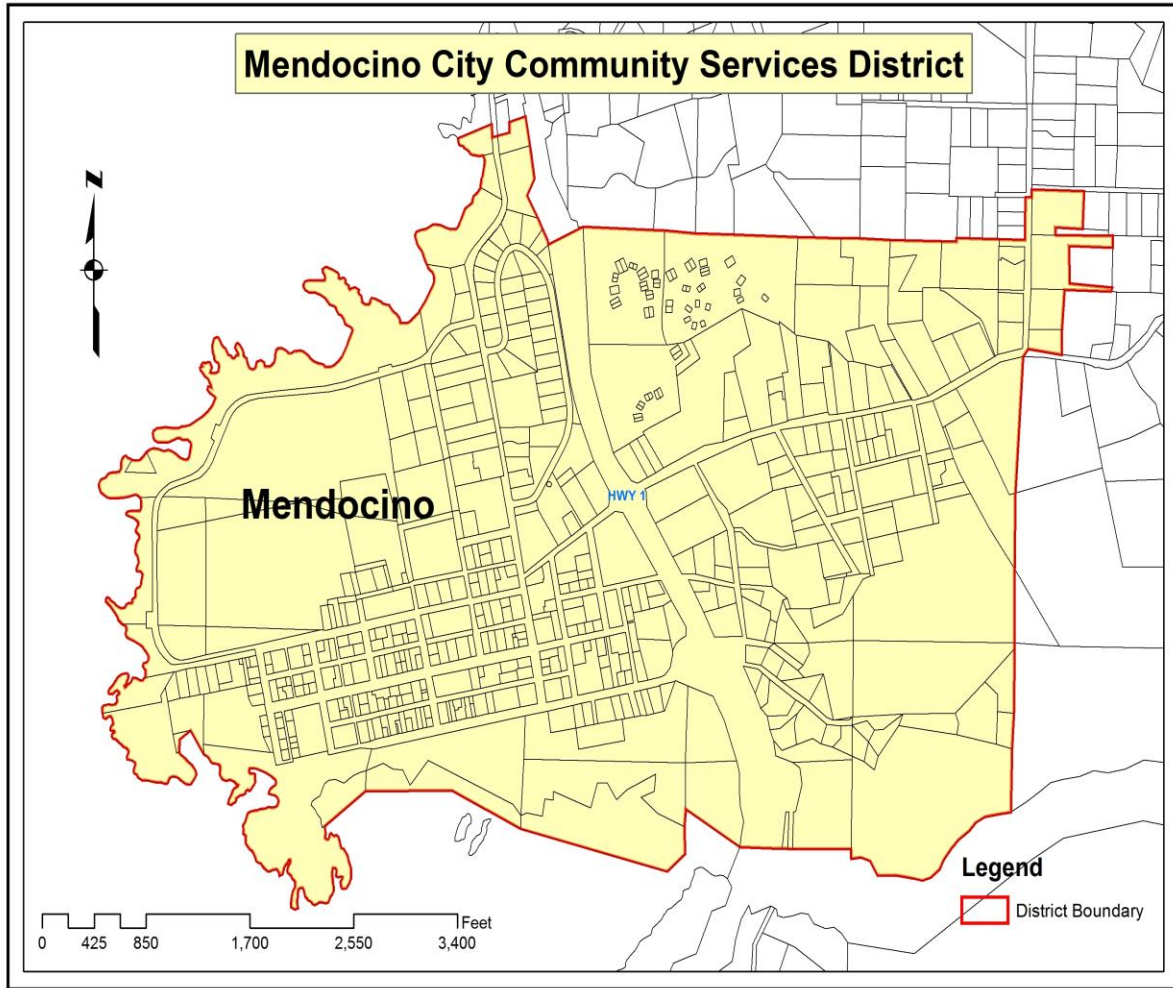 Mendocino City Community Services District
N
HWY 1
Mendocino
Legend
District Boundary
Feet
0 425 850 1,700 2,550 3,400